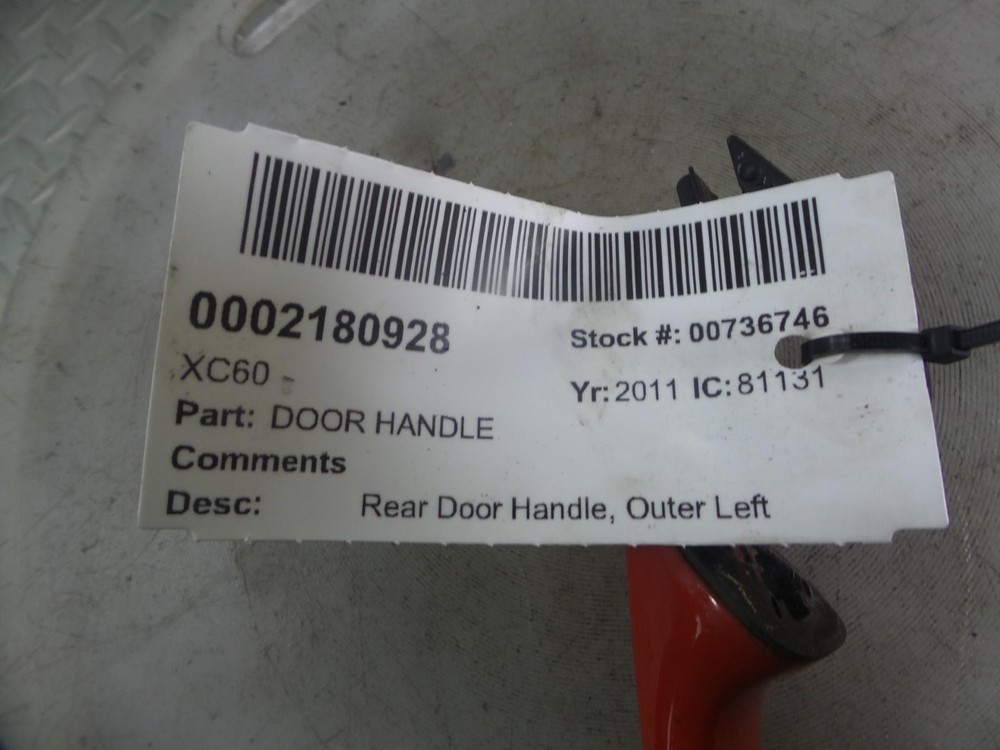 0002180928
Stock #: 00736746
XC60 -
Yr: 2011 IC: 81131
Part: DOOR HANDLE
Comments
Desc: Rear Door Handle, Outer Left